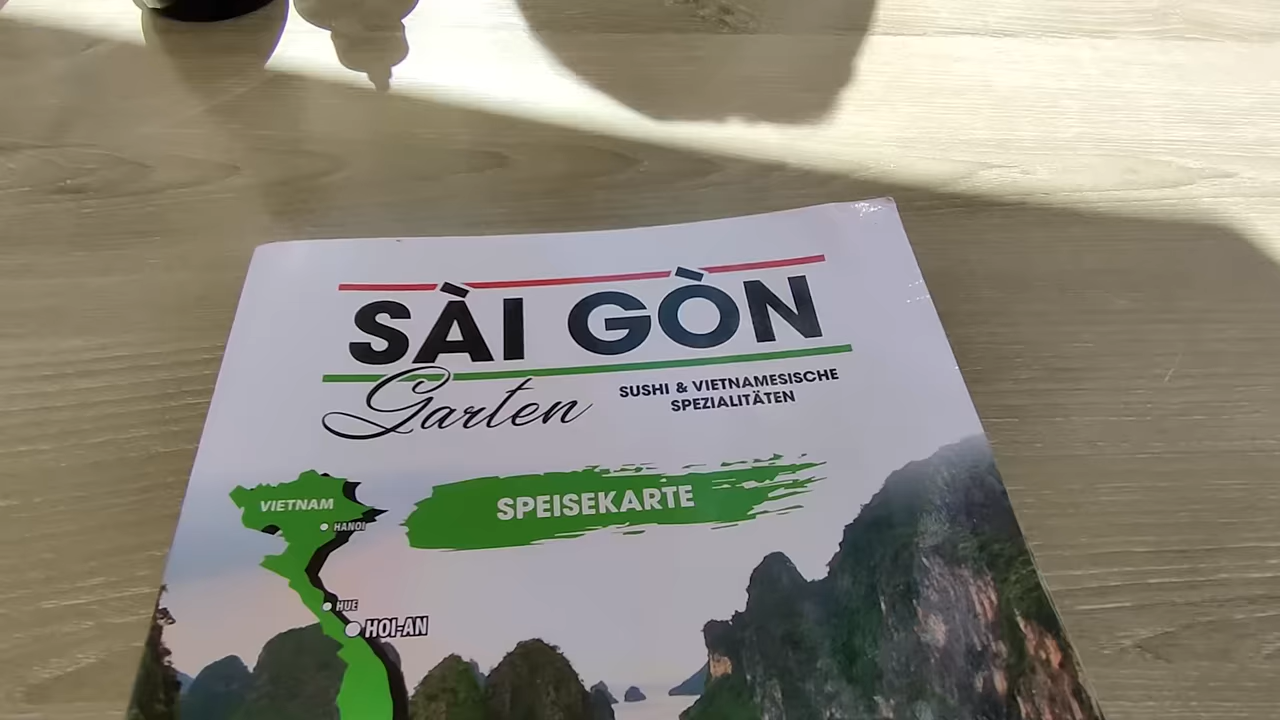 SÀI GÒN
Garten
SUSHI & VIETNAMESISCHE
SPEZIALITÄTEN
SPEISEKARTE
VIETNAM
HANOI
HUE
HOI-AN